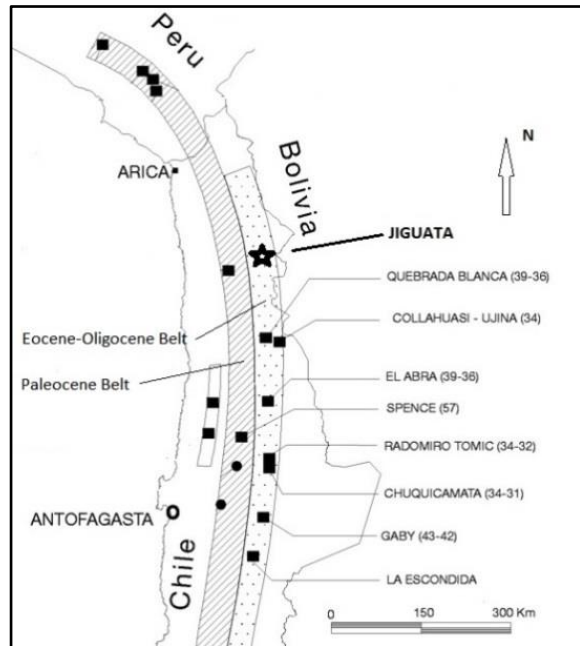 Peru
N
ARICA
Bolivia
JIGUATA
QUEBRADA BLANCA (39-36)
COLLAHUASI - UJINA (34)
Eocene-Oligocene Belt
EL ABRA (39-36)
Paleocene Belt
SPENCE (57)
RADOMIRO TOMIC (34-32)
CHUQUICAMATA (34-31)
ANTOFAGASTA
GABY (43-42)
Chile
LA ESCONDIDA
0 150 300 Km